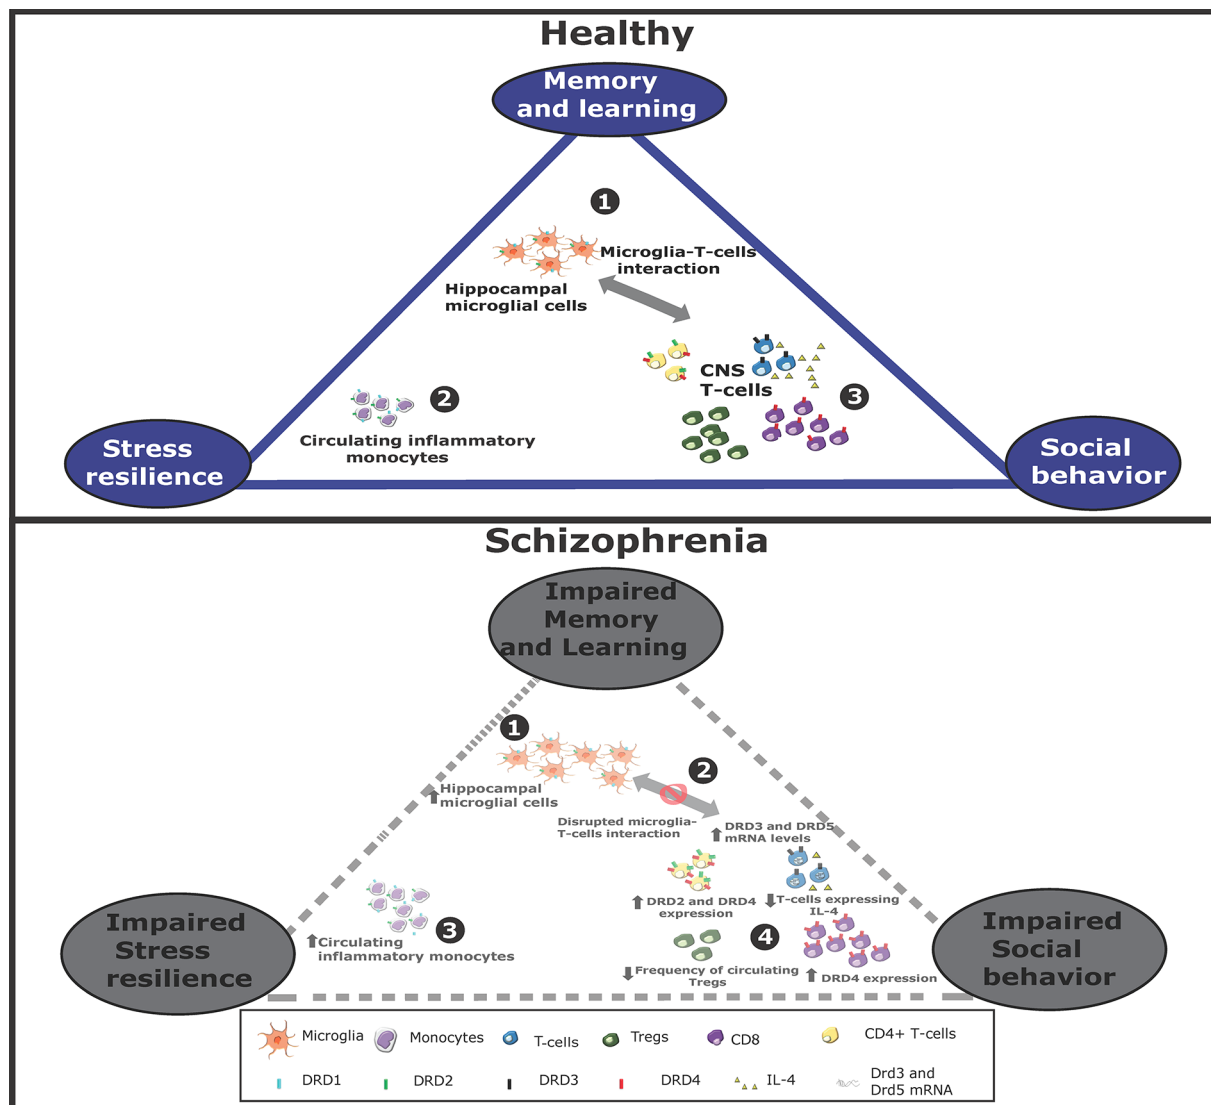 Healthy
Memory
and learning
1
Microglia-T-cells
interaction
Hippocampal
microglial cells
CNS
T-cells
2
3
Circulating inflammatory
monocytes
Stress
resilience
Social
behavior
Schizophrenia
Impaired
Memory
and Learning
1
2
Hippocampal
microglial cells
Disrupted microglia-
T-cells interaction
DRD3 and DRD5
mRNA levels
DRD2 and DRD4
expression
T-cells expressing
IL-4
3
4
Circulating
inflammatory monocytes
Frequency of circulating
Tregs
DRD4 expression
Impaired
Stress
resilience
Impaired
Social
behavior
Microglia
Monocytes
T-cells
Tregs
CD8
CD4+ T-cells
DRD1
DRD2
DRD3
DRD4
IL-4
Drd3 and
Drd5 mRNA